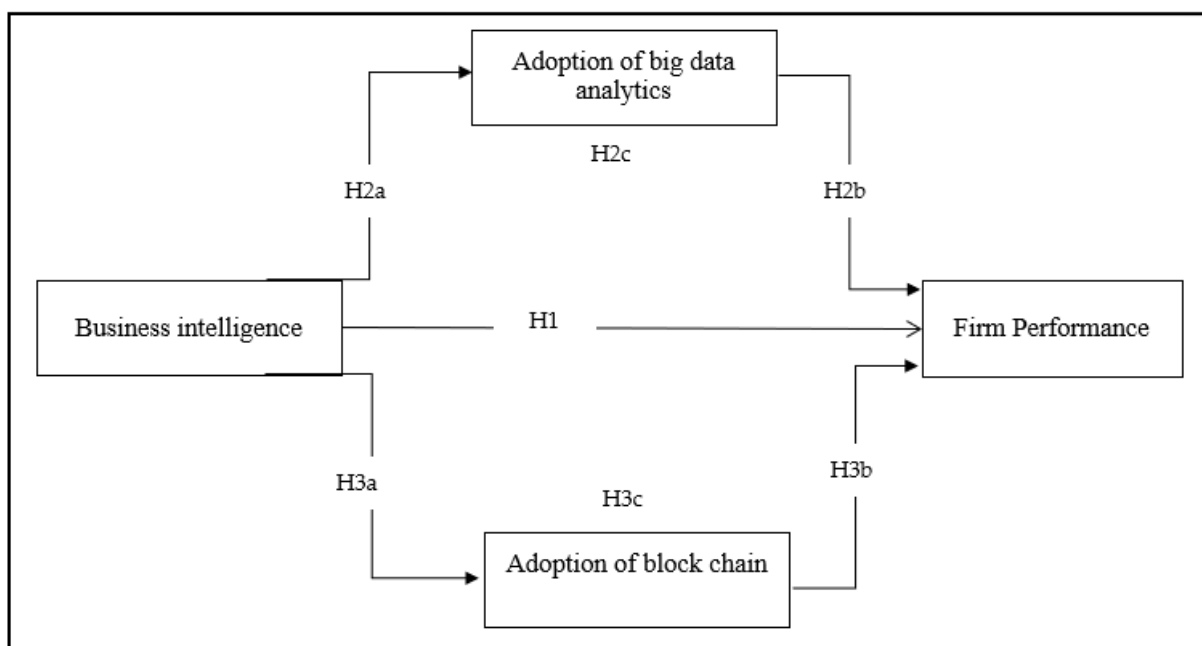 Adoption of big data
analytics
H2c
H2a
H2b
Business intelligence
H1
Firm Performance
H3a
H3b
H3c
Adoption of block chain